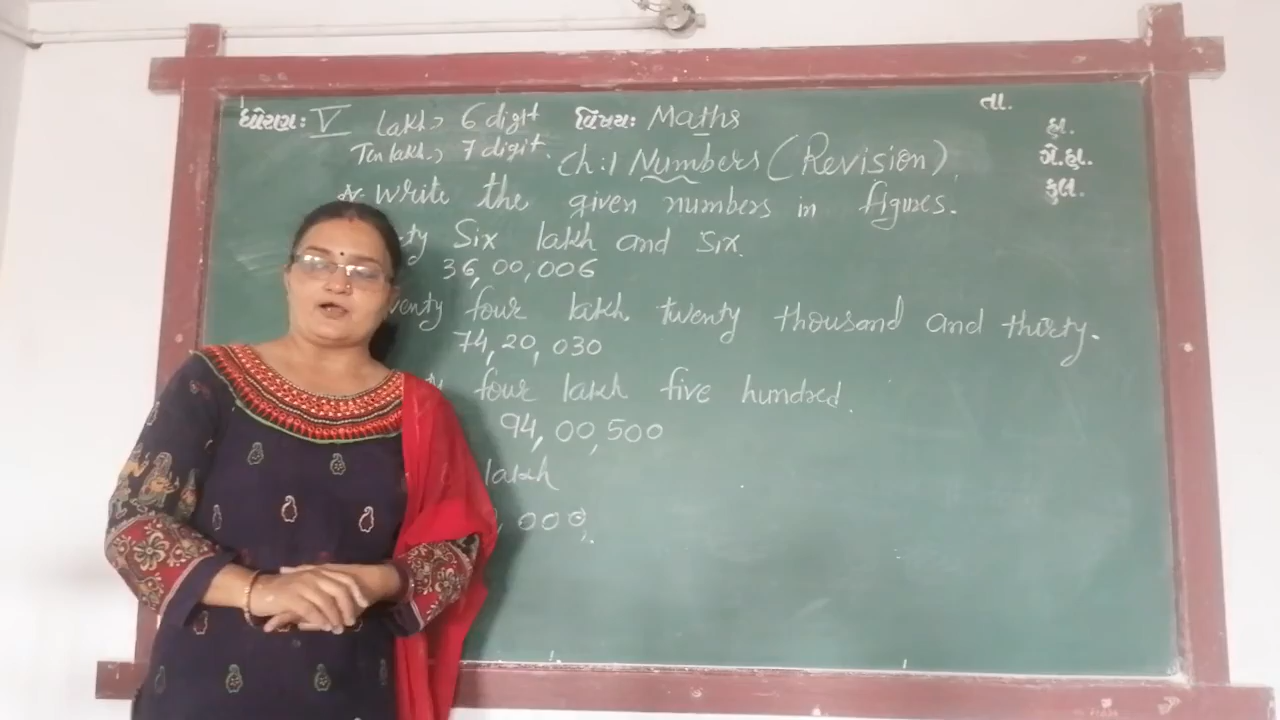 ધોરણ: V Lakh → 6 digit વિષય: Maths તા.
Ten lakh → 7 digit. હા.
Ch:1 Numbers (Revision). ગે.હા.
* Write the given numbers in figures. કુલ.
ty Six lakh and Six.
36,00,006
venty four lakh twenty thousand and thirty.
74,20,030
four lakh five hundred.
94,00,500
lakh
,000.